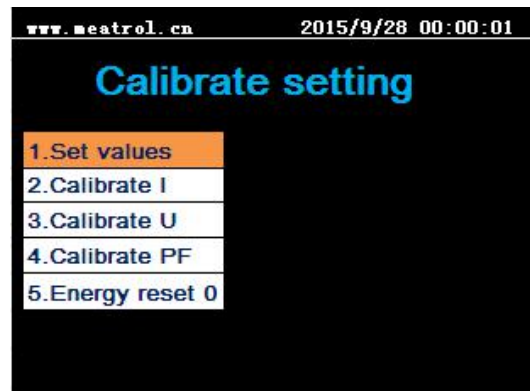 www.meatrol.cn 2015/9/28 00:00:01
Calibrate setting
1.Set values
2.Calibrate I
3.Calibrate U
4.Calibrate PF
5.Energy reset 0